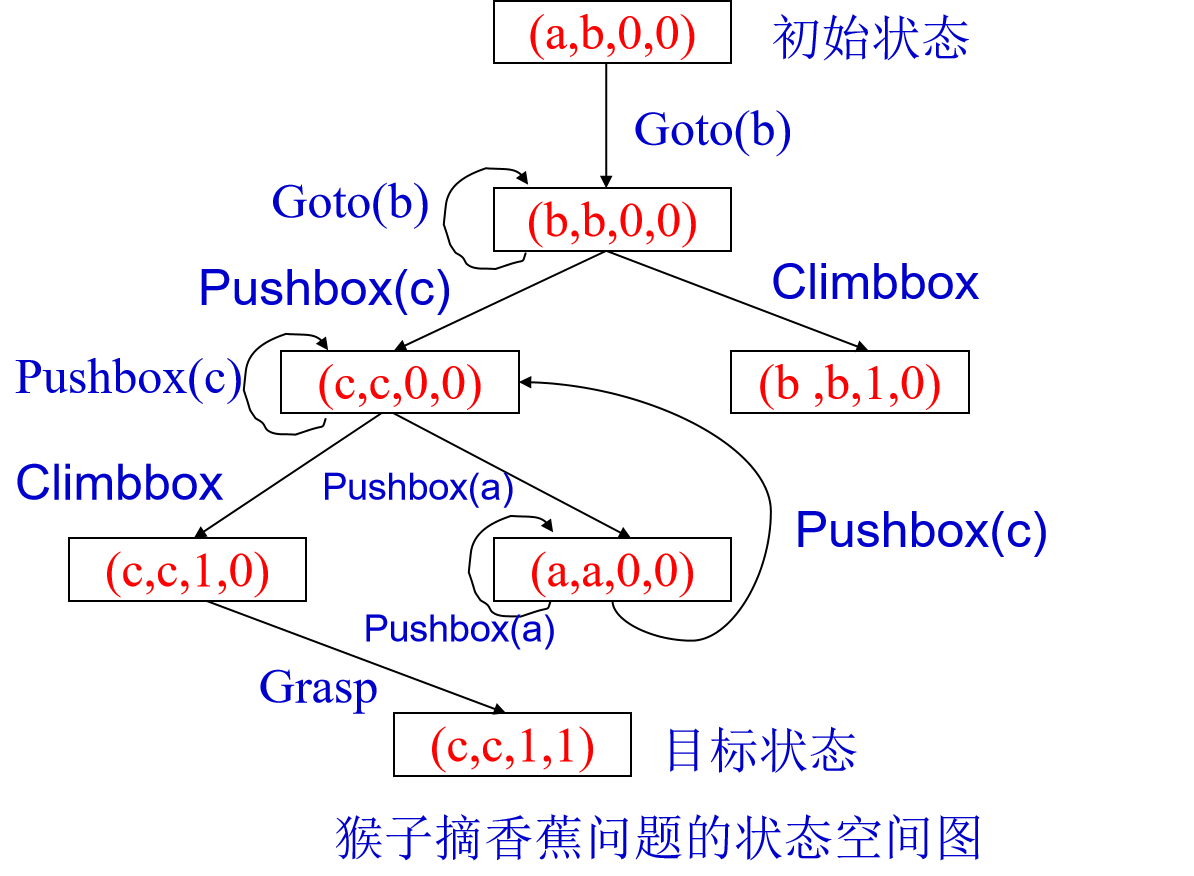 (a,b,0,0)
初始状态
Goto(b)
Goto(b)
(b,b,0,0)
Pushbox(c)
Climbbox
Pushbox(c)
(c,c,0,0)
(b ,b,1,0)
Climbbox
Pushbox(a)
Pushbox(c)
(c,c,1,0)
(a,a,0,0)
Pushbox(a)
Grasp
(c,c,1,1)
目标状态
猴子摘香蕉问题的状态空间图